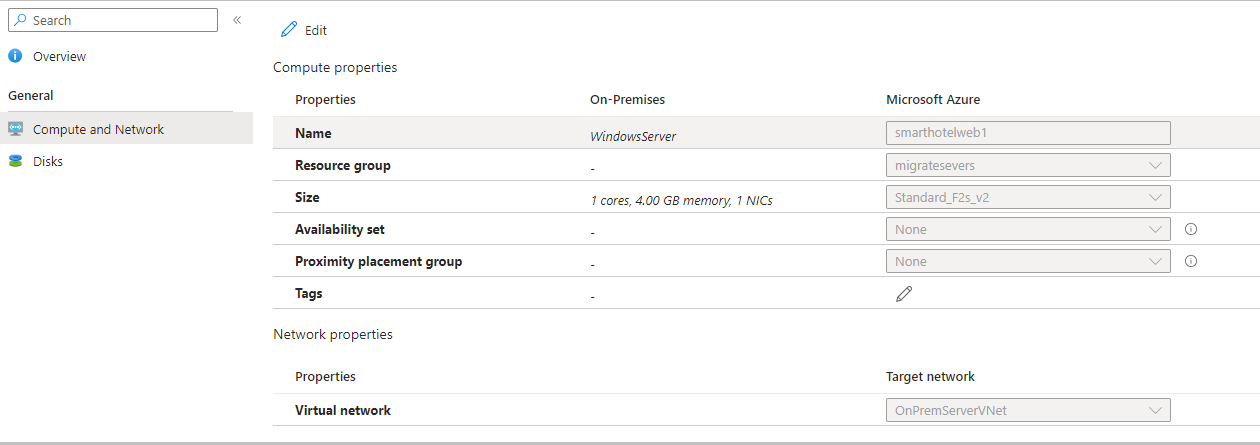 Search «
Edit
Overview
Compute properties
General
Properties On-Premises Microsoft Azure
Compute and Network
Name WindowsServer smarthotelweb1
Disks
Resource group - migratesevers
Size 1 cores, 4.00 GB memory, 1 NICs Standard_F2s_v2
Availability set - None
Proximity placement group - None
Tags -
Network properties
Properties Target network
Virtual network OnPremServerVNet